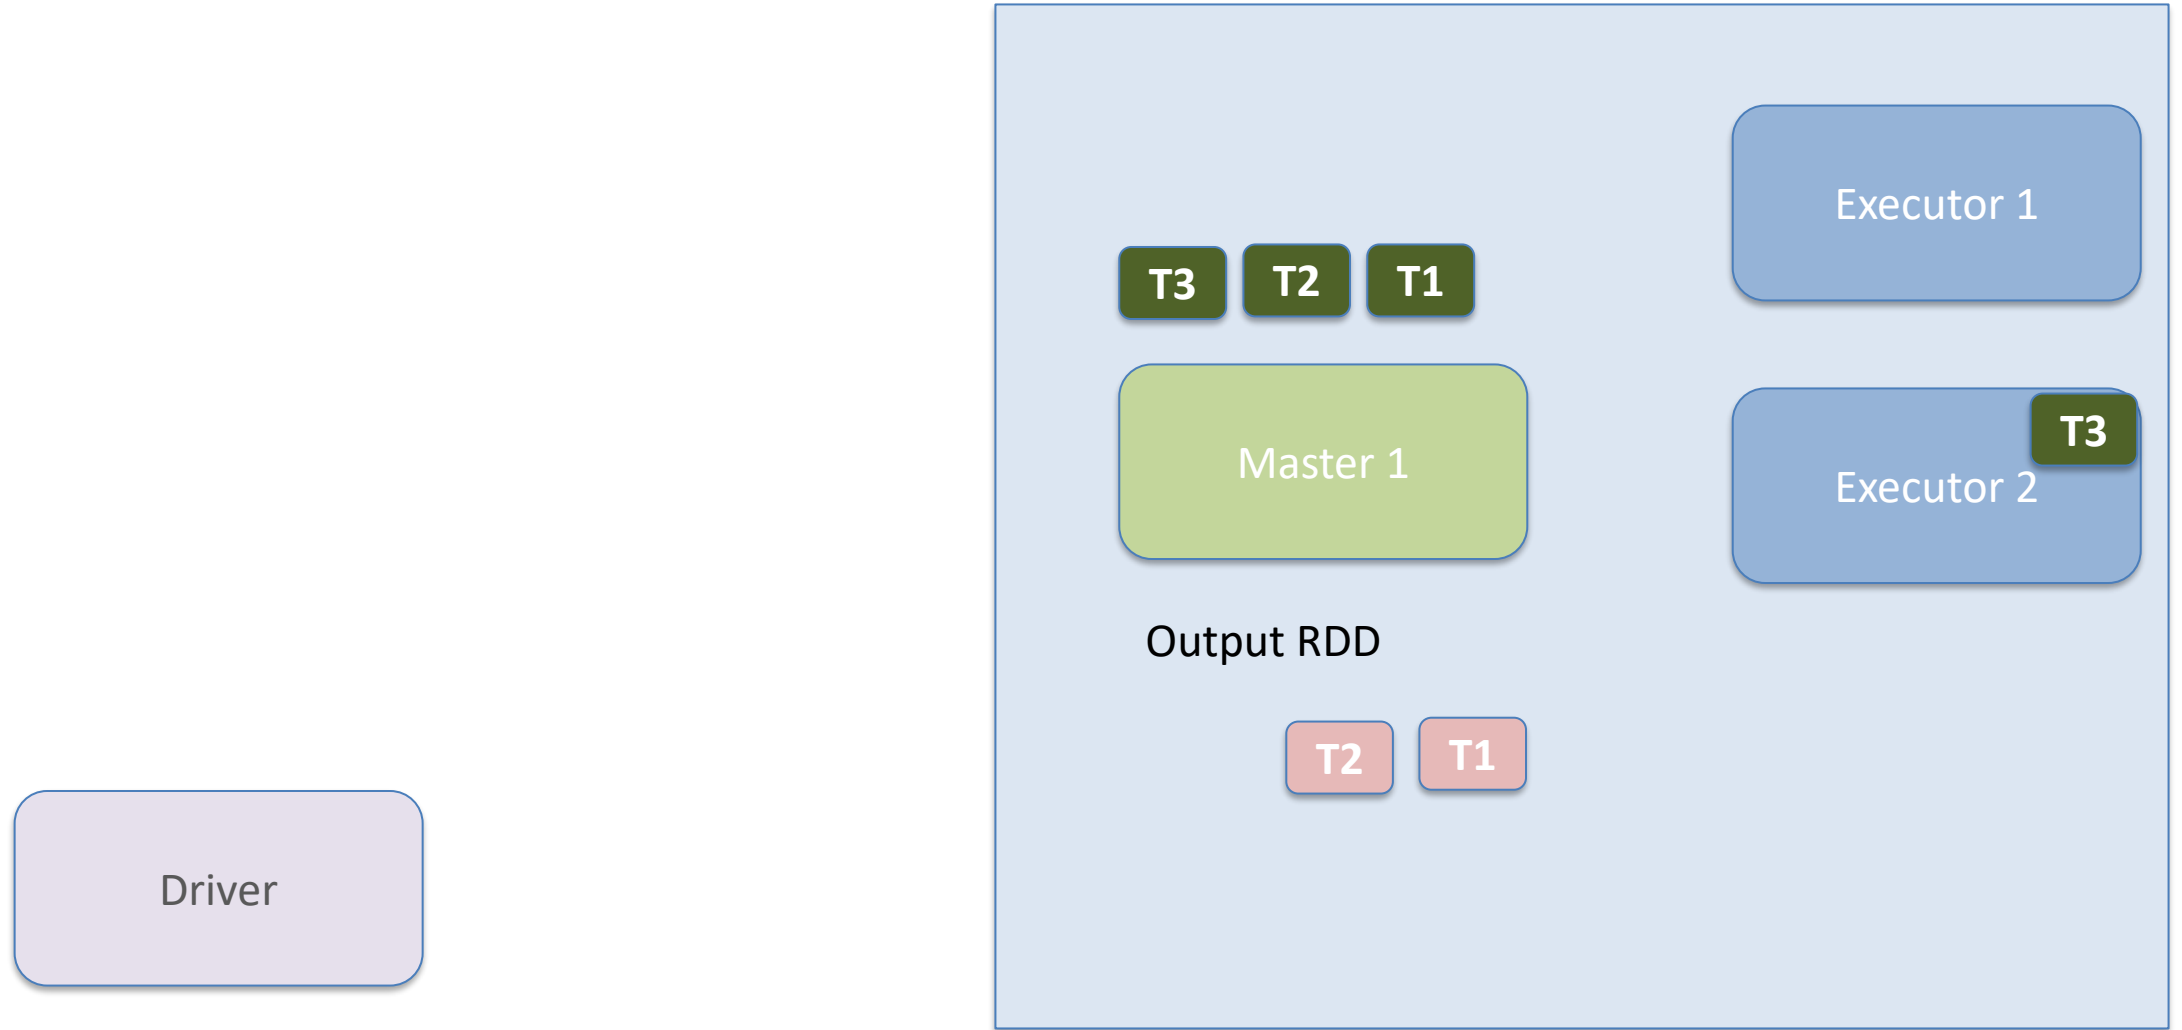 Executor 1
T3
T2
T1
Master 1
T3
Executor 2
Output RDD
T2
T1
Driver